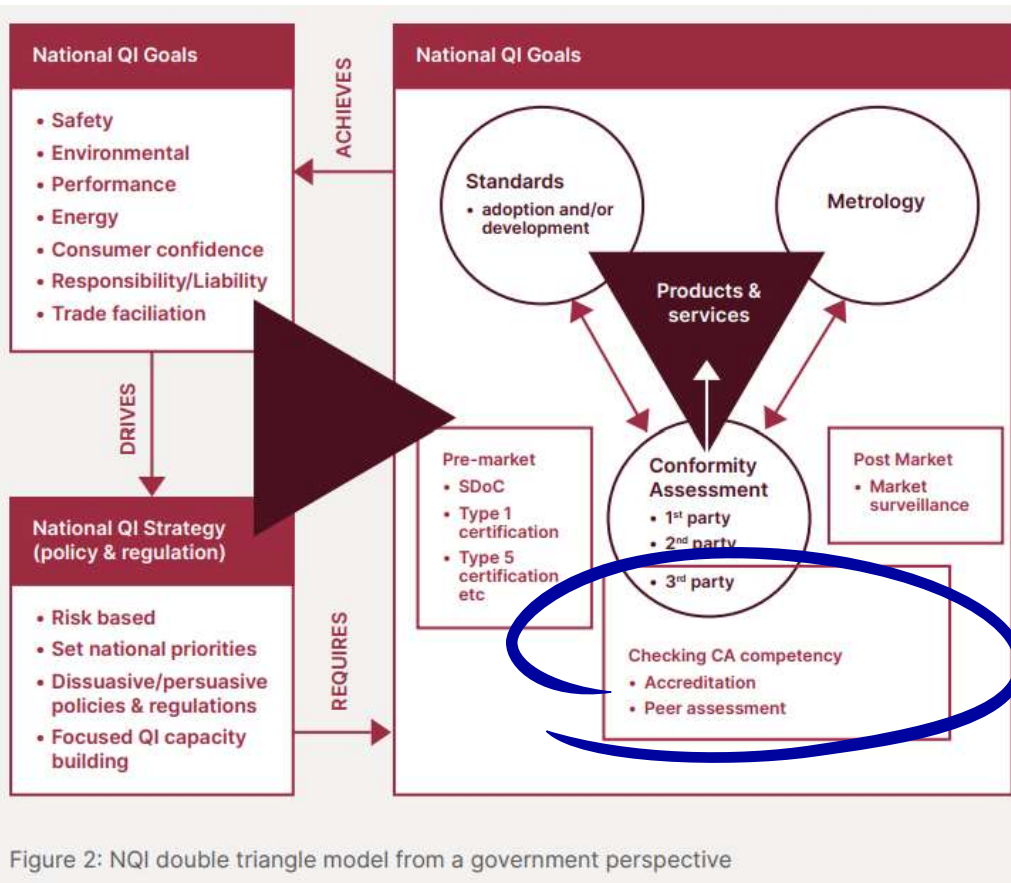 National QI Goals
• Safety
• Environmental
• Performance
• Energy
• Consumer confidence
• Responsibility/Liability
• Trade faciliation
ACHIEVES
DRIVES
National QI Strategy
(policy & regulation)
• Risk based
• Set national priorities
• Dissuasive/persuasive
policies & regulations
• Focused QI capacity
building
REQUIRES
National QI Goals
Standards
• adoption and/or
development
Metrology
Products &
services
Pre-market
• SDoC
• Type 1
certification
• Type 5
certification
etc
Conformity
Assessment
• 1st party
• 2nd party
• 3rd party
Post Market
• Market
surveillance
Checking CA competency
• Accreditation
• Peer assessment
Figure 2: NQI double triangle model from a government perspective